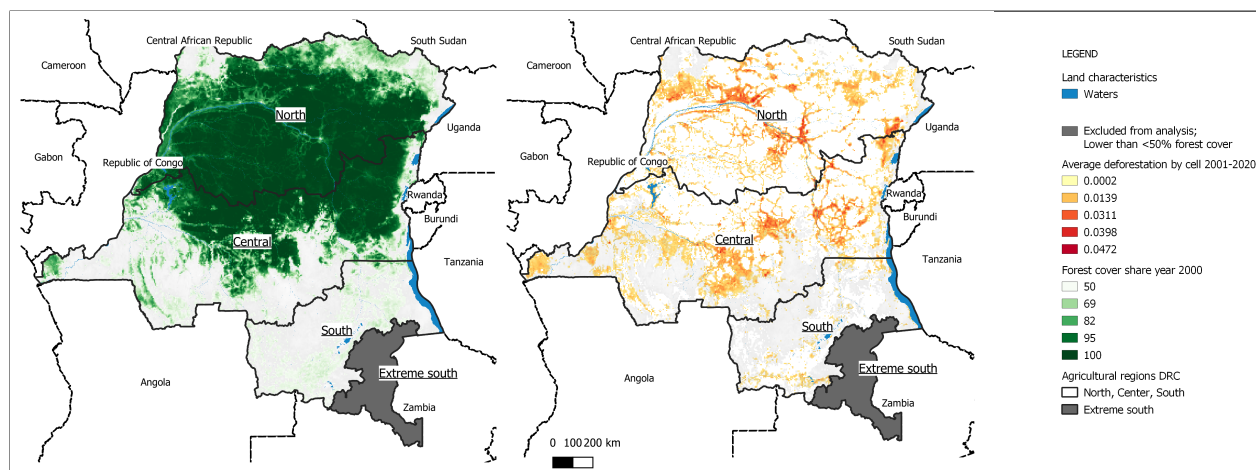 Central African Republic
South Sudan
Cameroon
North
Uganda
Gabon
Republic of Congo
Rwanda
Burundi
Central
Tanzania
South
Extreme south
Angola
Zambia
Central African Republic
South Sudan
Cameroon
North
Uganda
Gabon
Republic of Congo
Rwanda
Burundi
Central
Tanzania
South
Extreme south
Angola
Zambia
0 100 200 km
LEGEND
Land characteristics
Waters
Excluded from analysis;
Lower than <50% forest cover
Average deforestation by cell 2001-2020
0.0002
0.0139
0.0311
0.0398
0.0472
Forest cover share year 2000
50
69
82
95
100
Agricultural regions DRC
North, Center, South
Extreme south